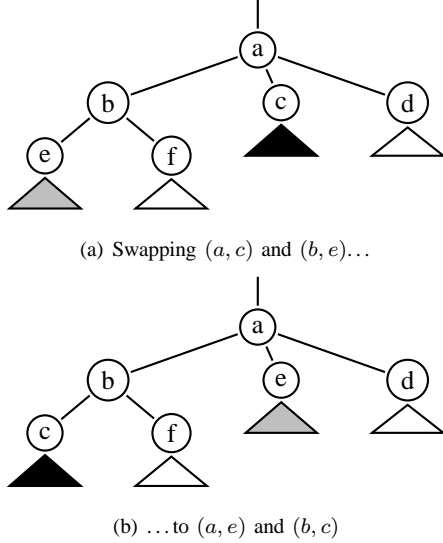 a
b
c
d
e
f
(a) Swapping (a, c) and (b, e)...
a
b
e
d
c
f
(b) ...to (a, e) and (b, c)